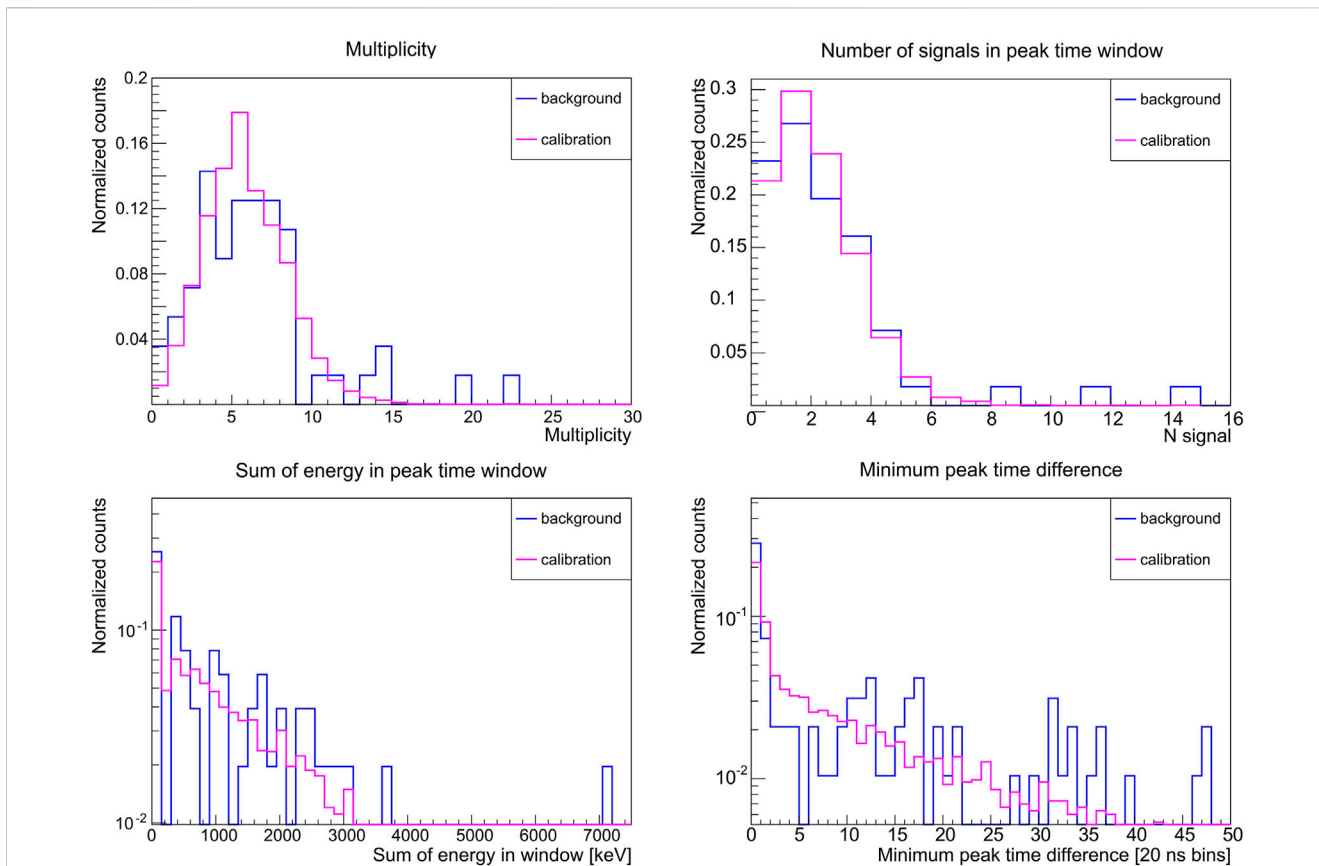 Multiplicity
Normalized counts
0.2
0.16
0.12
0.08
0.04
0 5 10 15 20 25 30
Multiplicity
background
calibration
Number of signals in peak time window
Normalized counts
0.3
0.25
0.2
0.15
0.1
0.05
0 2 4 6 8 10 12 14 16
N signal
background
calibration
Sum of energy in peak time window
Normalized counts
10-1
10-2
0 1000 2000 3000 4000 5000 6000 7000
Sum of energy in window [keV]
background
calibration
Minimum peak time difference
Normalized counts
10-1
10-2
0 5 10 15 20 25 30 35 40 45 50
Minimum peak time difference [20 ns bins]
background
calibration